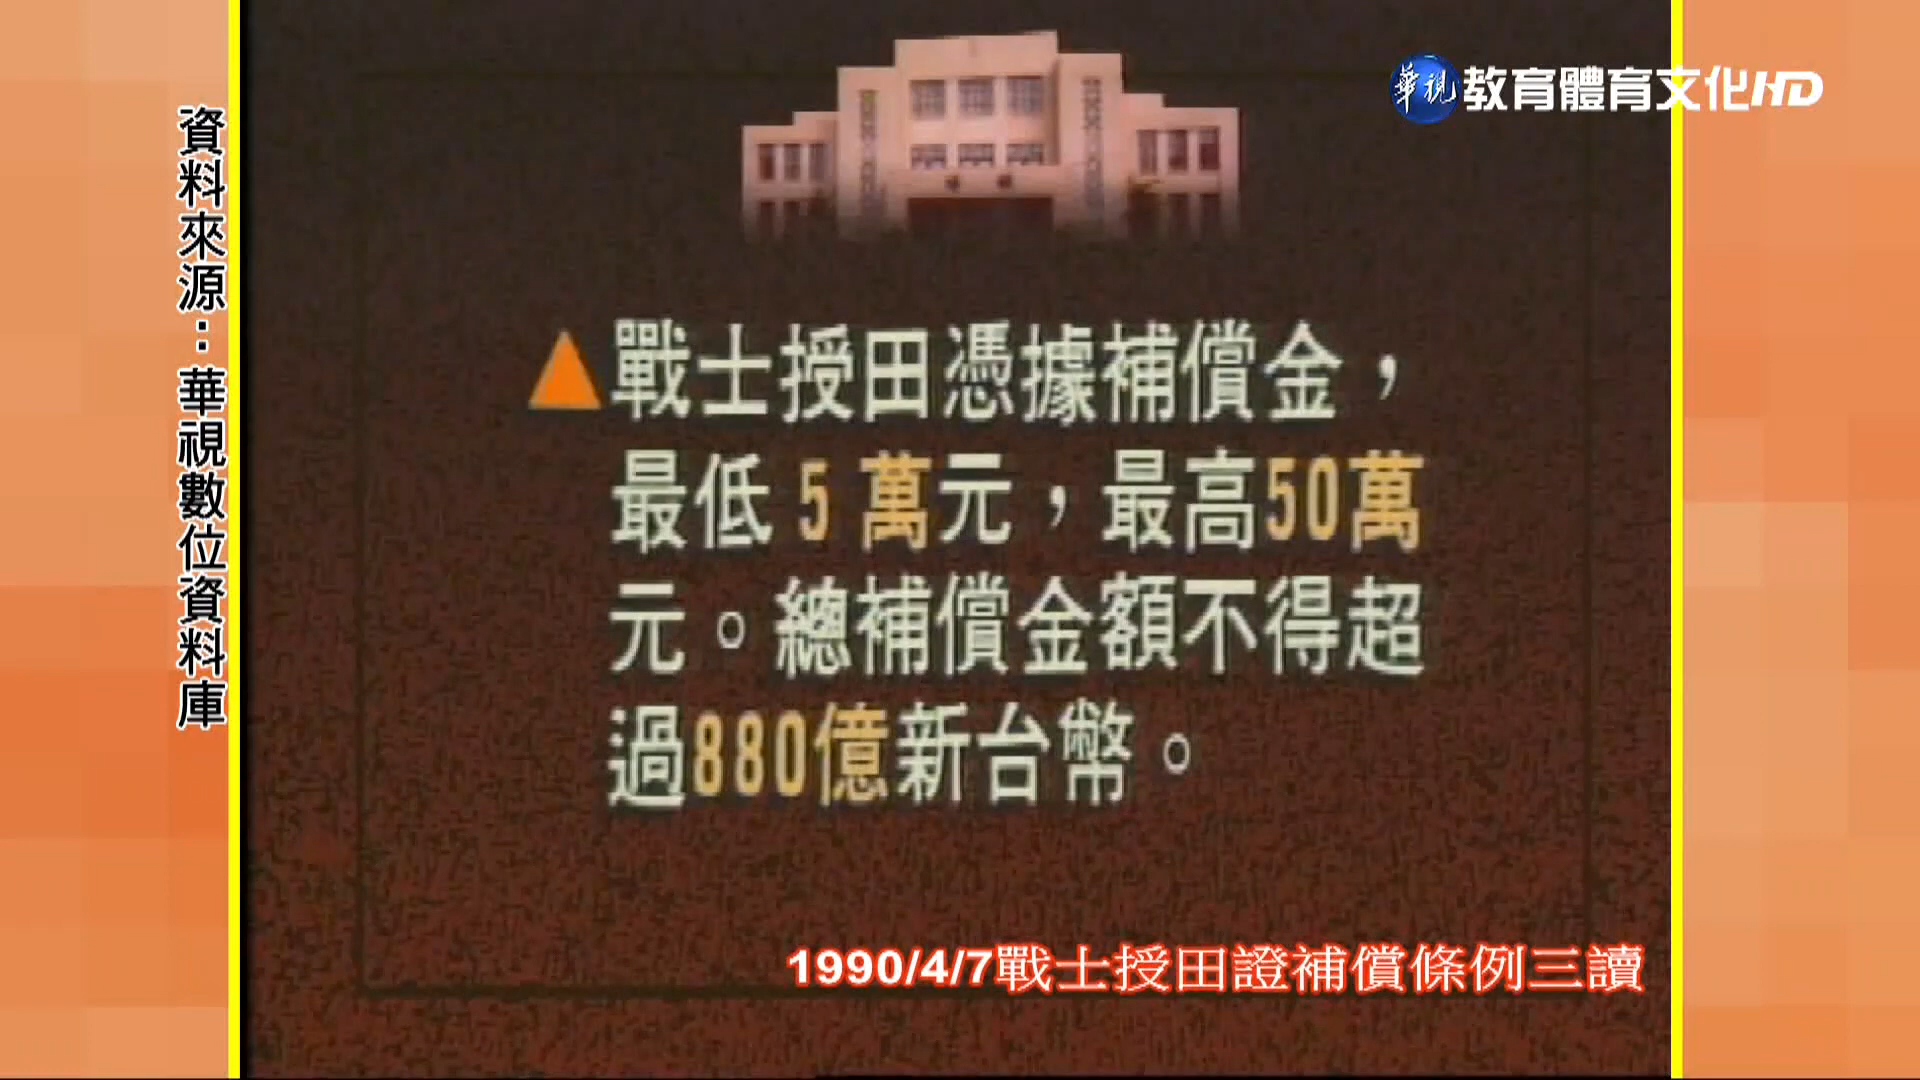 華視 教育體育文化HD
資料來源：華視數位資料庫
▲戰士授田憑據補償金，
最低5萬元，最高50萬
元。總補償金額不得超
過880億新台幣。
1990/4/7戰士授田證補償條例三讀